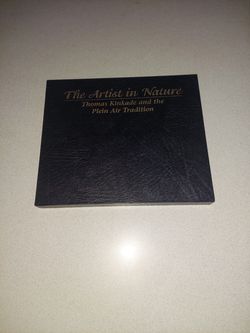 The Artist in Nature
Thomas Kinkade and the
Plein Air Tradition